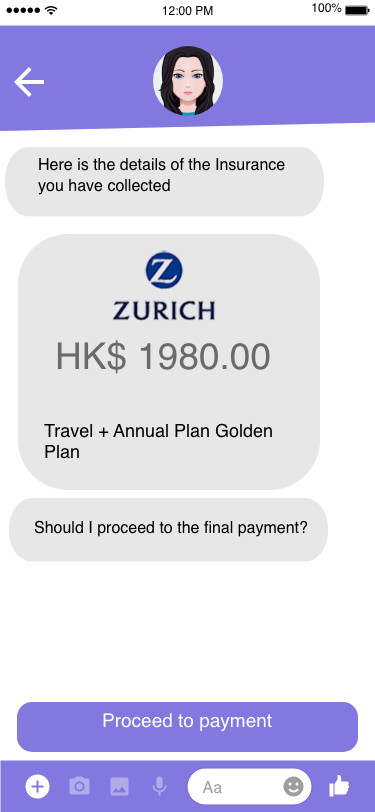 12:00 PM
100%
Here is the details of the Insurance
you have collected
Z
ZURICH
HK$ 1980.00
Travel + Annual Plan Golden
Plan
Should I proceed to the final payment?
Proceed to payment
Aa